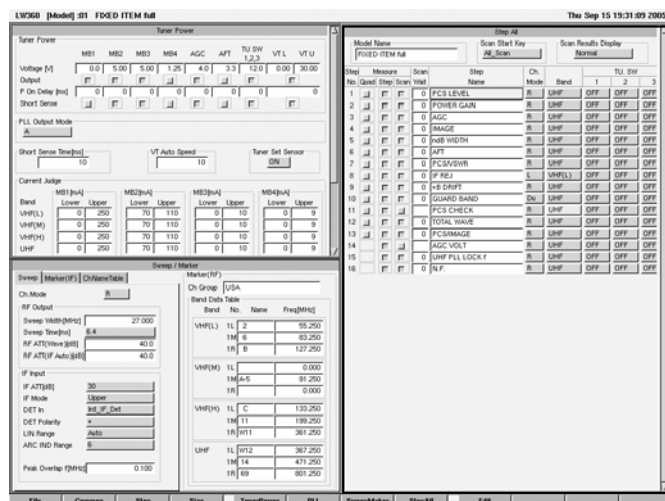 LW360 [Model] :01 FIXED ITEM full Thu Sep 15 19:31:09 2005
Tuner Power
Tuner Power
MB1 MB2 MB3 MB4 AGC AFT TU SW 1,2,3 VT L VT U
Voltage [V] 0.0 5.00 5.00 1.25 4.0 3.3 12.0 0.00 30.00
Output
P On Delay [ms] 0 0 0 0 0 0 0 0
Short Sense
PLL Output Mode
A
Short Sense Time[ms] VT Auto Speed Tuner Set Sensor
10 10 ON
Current Judge
MB1[mA] MB2[mA] MB3[mA] MB4[mA]
Band Lower Upper Lower Upper Lower Upper Lower Upper
VHF(L) 0 250 70 110 0 10 0 9
VHF(M) 0 250 70 110 0 10 0 9
VHF(H) 0 250 70 110 0 10 0 9
UHF 0 250 70 110 0 10 0 9
Step All
Model Name Scan Start Key Scan Results Display
FIXED ITEM full All_Scan Normal
Step Measure Scan Step Ch. TU. SW
No. Quad Step Scan Wait Name Mode Band 1 2 3
1 0 PCS LEVEL R UHF OFF OFF OFF
2 0 POWER GAIN R UHF OFF OFF OFF
3 0 AGC R UHF OFF OFF OFF
4 0 IMAGE R UHF OFF OFF OFF
5 0 ndB WIDTH R UHF OFF OFF OFF
6 0 AFT R UHF OFF OFF OFF
7 0 PCS/VSWR R UHF OFF OFF OFF
8 0 IF REJ L VHF(L) OFF OFF OFF
9 0 +B DRIFT R UHF OFF OFF OFF
10 0 GUARD BAND Du UHF OFF OFF OFF
11 PCS CHECK R UHF OFF OFF OFF
12 0 TOTAL WAVE R UHF OFF OFF OFF
13 0 PCS/IMAGE R UHF OFF OFF OFF
14 AGC VOLT R UHF OFF OFF OFF
15 UHF PLL LOCK f R UHF OFF OFF OFF
16 0 N.F. R UHF OFF OFF OFF
Sweep / Marker
Sweep Marker(IF) ChNameTable
Ch.Mode R
RF Output
Sweep Width[MHz] 27.000
Sweep Time[ms] 6.4
RF ATT(Wave)[dB] 40.0
RF ATT(IF Auto)[dB] 40.0
IF Input
IF ATT[dB] 30
IF Mode Upper
DET In Int_IF_Det
DET Polarity +
LIN Range Auto
ARC IND Range 6
Peak Overlap f[MHz] 0.100
Marker(RF)
Ch Group USA
Band Data Table
Band No. Name Freq[MHz]
VHF(L) 1L 2 55.250
1M 6 83.250
1R B 127.250
VHF(M) 1L 0.000
1M A-5 91.250
1R 0.000
VHF(H) 1L C 133.250
1M 11 199.250
1R W11 361.250
UHF 1L W12 367.250
1M 14 471.250
1R 69 801.250